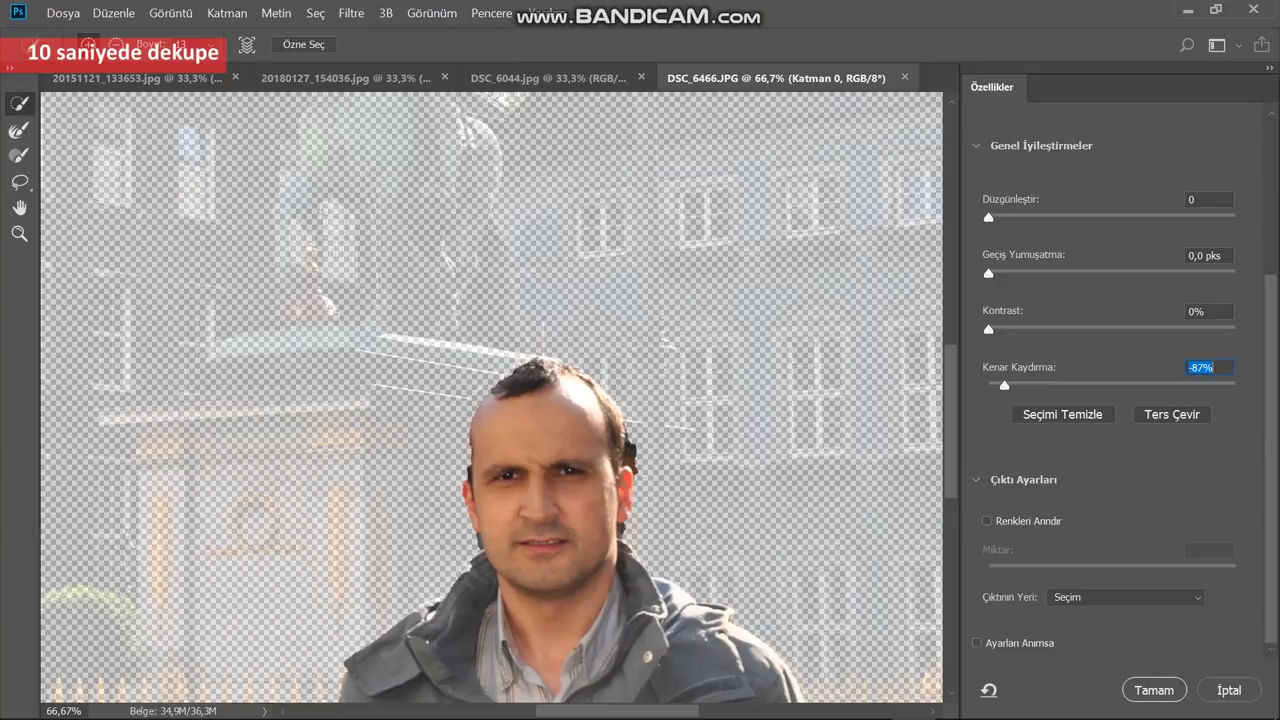 Ps Dosya Düzenle Görüntü Katman Metin Seç Filtre 3B Görünüm Pencere
www.BANDICAM.com
Özne Seç
10 saniyede dekupe
20151121_133653.jpg @ 33,3% (... × 20180127_154036.jpg @ 33,3% (... × DSC_6044.jpg @ 33,3% (RGB/... × DSC_6466.JPG @ 66,7% (Katman 0, RGB/8*) ×
Özellikler
Genel İyileştirmeler
Düzgünleştir: 0
Geçiş Yumuşatma: 0,0 pks
Kontrast: 0%
Kenar Kaydırma: -87%
Seçimi Temizle Ters Çevir
Çıktı Ayarları
Renkleri Arındır
Miktar:
Çıktının Yeri: Seçim
Ayarları Anımsa
Tamam İptal
66,67% Belge: 34,9M/36,3M